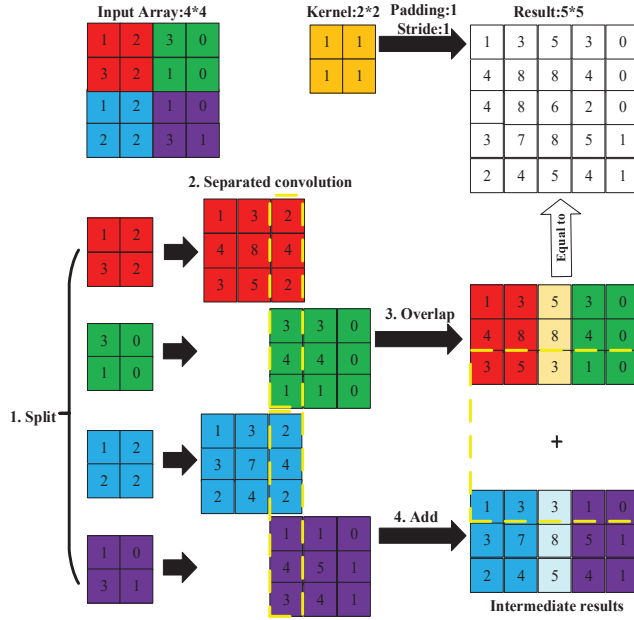 Input Array:4*4
Kernel:2*2
Padding:1
Stride:1
Result:5*5
1 2 3 0
3 2 1 0
1 2 1 0
2 2 3 1
1 1
1 1
1 3 5 3 0
4 8 8 4 0
4 8 6 2 0
3 7 8 5 1
2 4 5 4 1
Equal to
1. Split
1 2
3 2
3 0
1 0
1 2
2 2
1 0
3 1
2. Separated convolution
1 3 2
4 8 4
3 5 2
3 3 0
4 4 0
1 1 0
1 3 2
3 7 4
2 4 2
1 1 0
4 5 1
3 4 1
3. Overlap
1 3 5 3 0
4 8 8 4 0
3 5 3 1 0
+
4. Add
1 3 3 1 0
3 7 8 5 1
2 4 5 4 1
Intermediate results